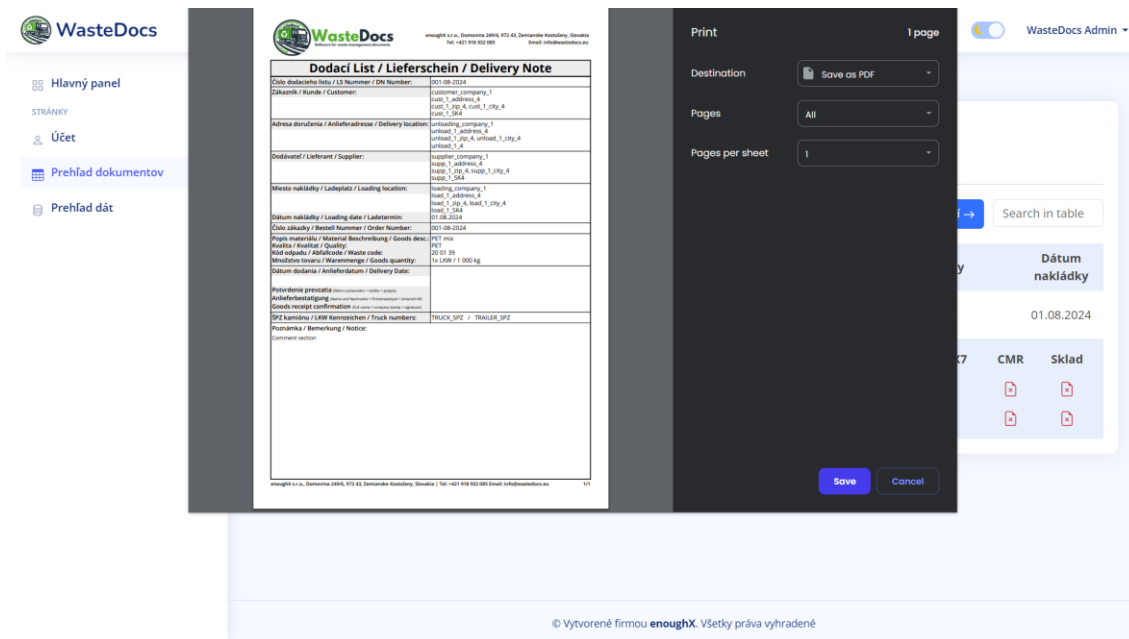 WasteDocs
Hlavný panel
STRÁNKY
Účet
Prehľad dokumentov
Prehľad dát
WasteDocs
Software for waste management documents
enoughX s.r.o., Domovina 249/6, 972 43, Zemianske Kostoľany, Slovakia
Tel: +421 918 932 085 Email: info@wastedocs.eu
Dodací List / Lieferschein / Delivery Note
Číslo dodacieho listu / LS Nummer / DN Number: 001-08-2024
Zákazník / Kunde / Customer: customer_company_1
cust_1_address_4
cust_1_zip_4, cust_1_city_4
cust_1_SK4
Adresa doručenia / Anlieferadresse / Delivery location: unloading_company_1
unload_1_address_4
unload_1_zip_4, unload_1_city_4
unload_1_4
Dodávateľ / Lieferant / Supplier: supplier_company_1
supp_1_address_4
supp_1_zip_4, supp_1_city_4
supp_1_SK4
Miesto nakládky / Ladeplatz / Loading location: loading_company_1
load_1_address_4
load_1_zip_4, load_1_city_4
load_1_SK4
Dátum nakládky / Loading date / Ladetermin: 01.08.2024
Číslo zákazky / Bestell Nummer / Order Number: 001-08-2024
Popis materiálu / Material Beschreibung / Goods desc.: PET mix
Kvalita / Kvalitat / Quality: PET
Kód odpadu / Abfallcode / Waste code: 20 01 39
Množstvo tovaru / Warenmenge / Goods quantity: 1x LKW / 1 000 kg
Dátum dodania / Anlieferdatum / Delivery Date:
Potvrdenie prevzatia (Meno a priezvisko + razítko + podpis)
Anlieferbestatigung
Goods receipt confirmation (Full name + company stamp + signature)
ŠPZ kamiónu / LKW Kennzeichen / Truck numbers: TRUCK_SPZ / TRAILER_SPZ
Poznámka / Bemerkung / Notice:
Comment section
enoughX s.r.o., Domovina 249/6, 972 43, Zemianske Kostoľany, Slovakia | Tel: +421 918 932 085 Email: info@wastedocs.eu 1/1
Print 1 page
Destination Save as PDF
Pages All
Pages per sheet 1
Save Cancel
WasteDocs Admin
í → Search in table
y Dátum
nakládky
01.08.2024
X7 CMR Sklad
© Vytvorené firmou enoughX. Všetky práva vyhradené